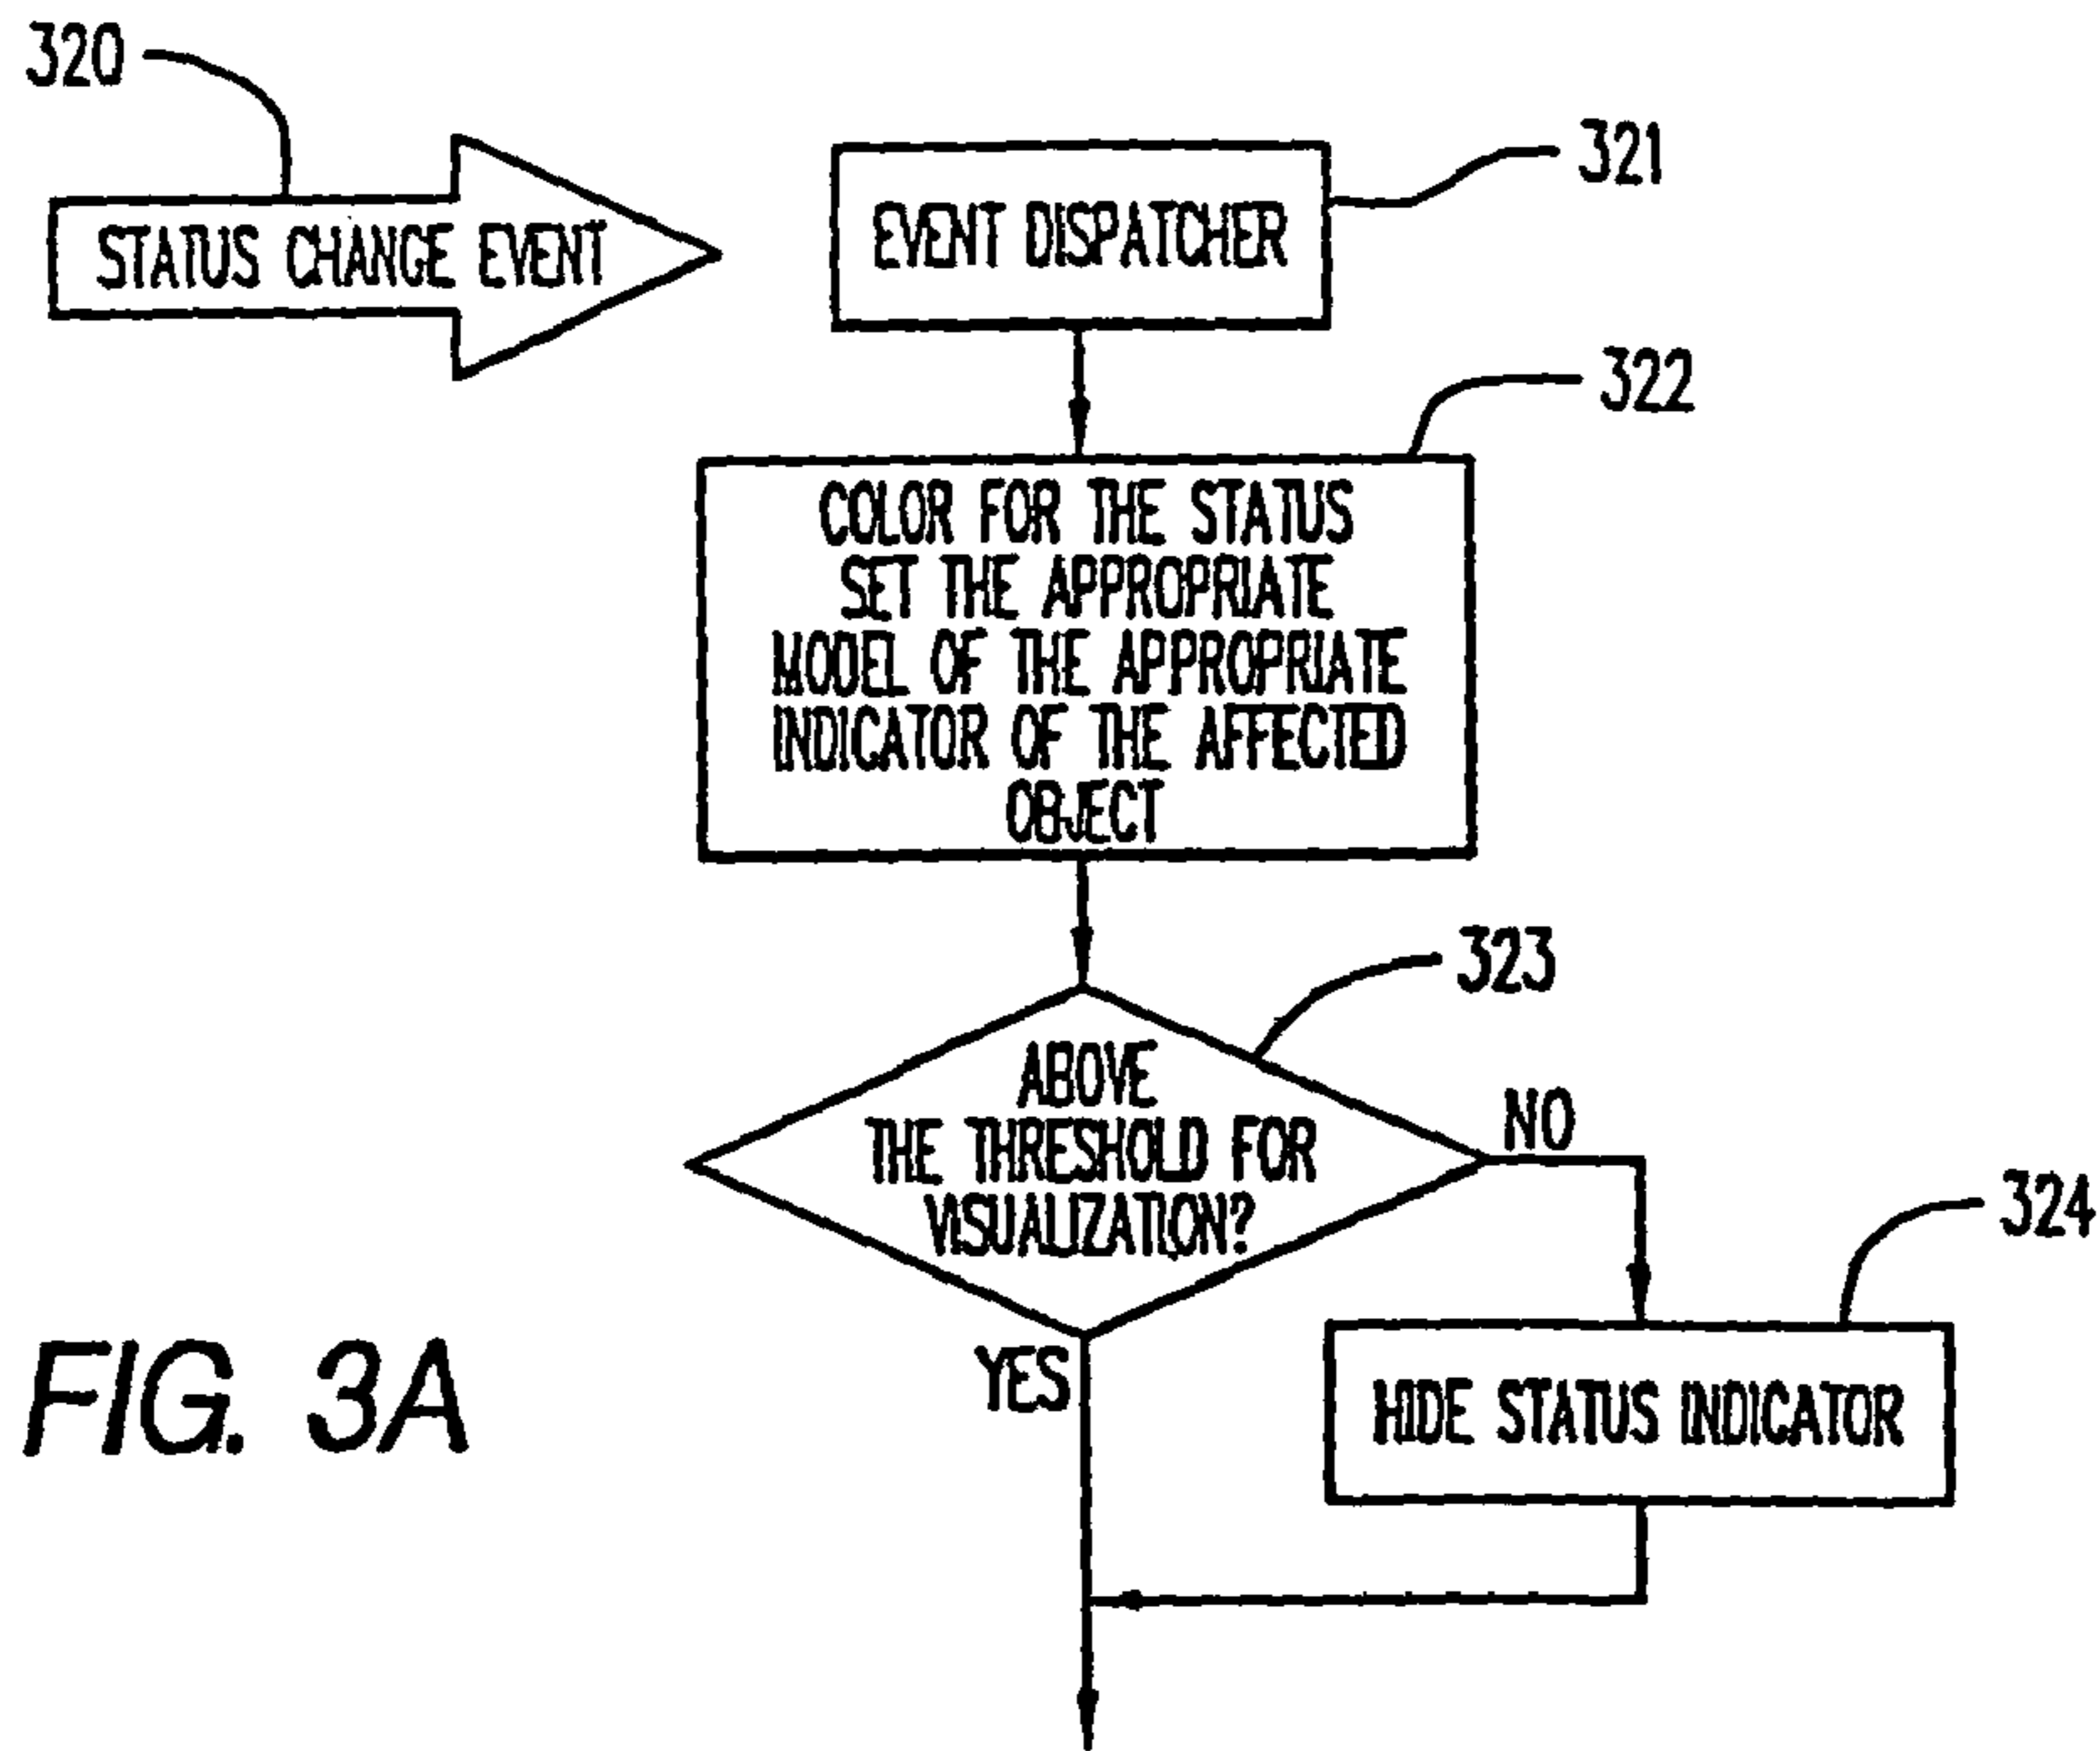 320
STATUS CHANGE EVENT
EVENT DISPATCHER
321
322
COLOR FOR THE STATUS
SET THE APPROPRIATE
MODEL OF THE APPROPRIATE
INDICATOR OF THE AFFECTED
OBJECT
323
ABOVE
THE THRESHOLD FOR
VISUALIZATION?
NO
324
YES
HIDE STATUS INDICATOR
FIG. 3A